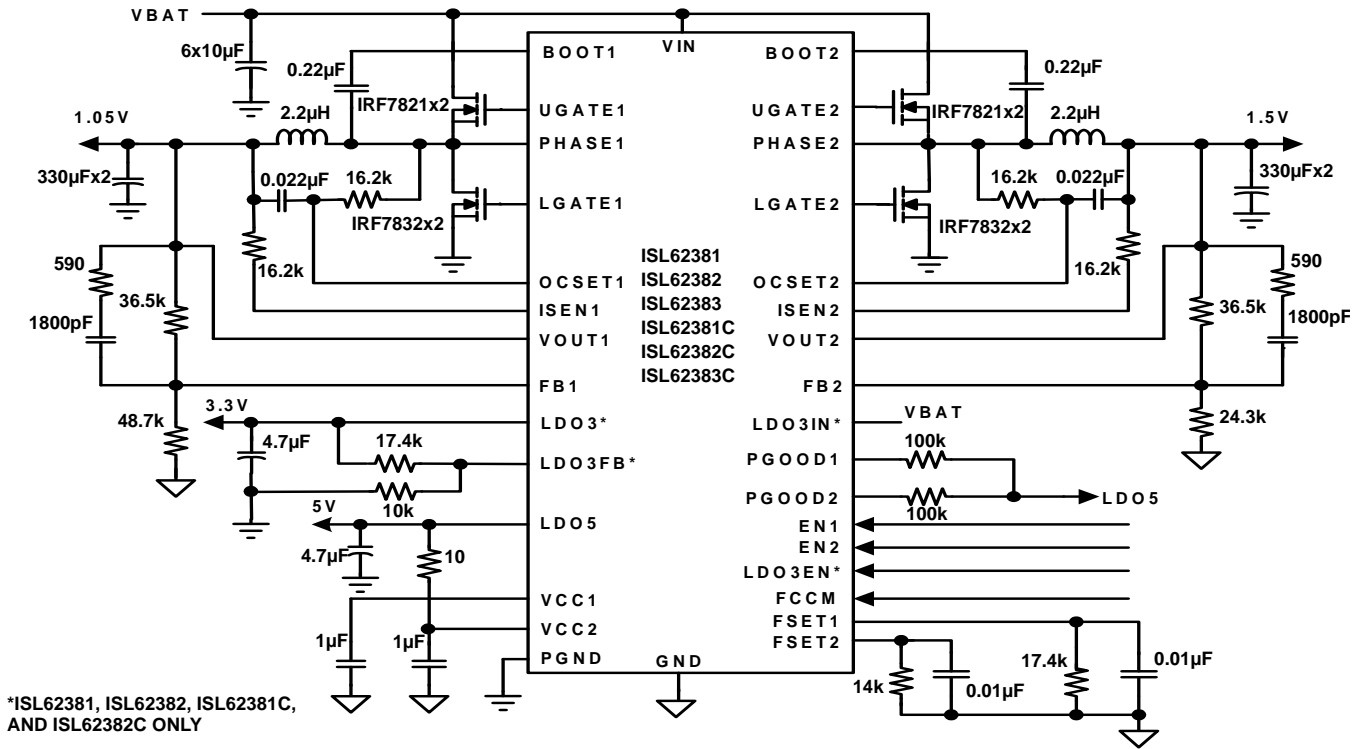 VBAT
6x10µF
0.22µF
IRF7821x2
2.2µH
1.05V
330µFx2
0.022µF
16.2k
IRF7832x2
16.2k
590
36.5k
1800pF
48.7k
3.3V
4.7µF
17.4k
10k
5V
4.7µF
10
1µF
1µF
VIN
BOOT1
UGATE1
PHASE1
LGATE1
OCSET1
ISEN1
VOUT1
FB1
LDO3*
LDO3FB*
LDO5
VCC1
VCC2
PGND
GND
ISL62381
ISL62382
ISL62383
ISL62381C
ISL62382C
ISL62383C
BOOT2
UGATE2
PHASE2
LGATE2
OCSET2
ISEN2
VOUT2
FB2
LDO3IN*
PGOOD1
PGOOD2
EN1
EN2
LDO3EN*
FCCM
FSET1
FSET2
0.22µF
IRF7821x2
2.2µH
1.5V
330µFx2
16.2k
0.022µF
IRF7832x2
16.2k
590
36.5k
1800pF
24.3k
VBAT
100k
100k
LDO5
14k
0.01µF
17.4k
0.01µF
*ISL62381, ISL62382, ISL62381C,
AND ISL62382C ONLY